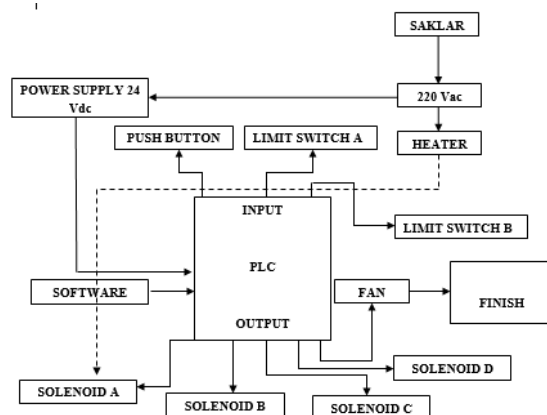 SAKLAR
POWER SUPPLY 24
Vdc
220 Vac
PUSH BUTTON
LIMIT SWITCH A
HEATER
INPUT
LIMIT SWITCH B
PLC
SOFTWARE
FAN
FINISH
OUTPUT
SOLENOID D
SOLENOID A
SOLENOID B
SOLENOID C